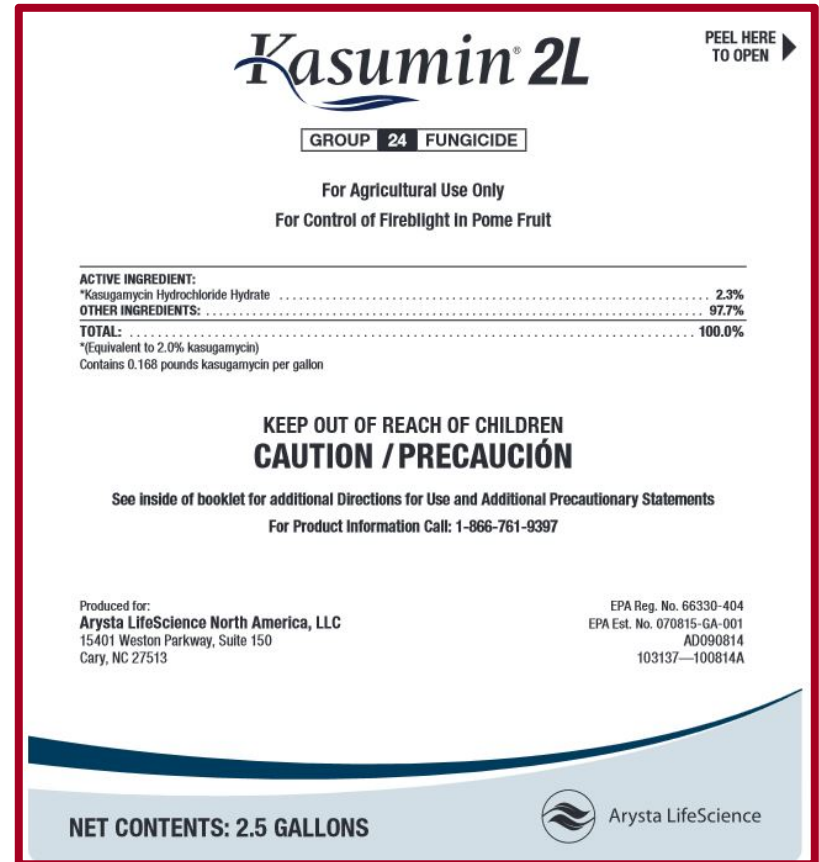 Kasumin® 2L
PEEL HERE
TO OPEN
GROUP 24 FUNGICIDE
For Agricultural Use Only
For Control of Fireblight in Pome Fruit
ACTIVE INGREDIENT:
*Kasugamycin Hydrochloride Hydrate ........ 2.3%
OTHER INGREDIENTS: ........ 97.7%
TOTAL: ........ 100.0%
*(Equivalent to 2.0% kasugamycin)
Contains 0.168 pounds kasugamycin per gallon
KEEP OUT OF REACH OF CHILDREN
CAUTION / PRECAUCIÓN
See inside of booklet for additional Directions for Use and Additional Precautionary Statements
For Product Information Call: 1-866-761-9397
Produced for:
Arysta LifeScience North America, LLC
15401 Weston Parkway, Suite 150
Cary, NC 27513
EPA Reg. No. 66330-404
EPA Est. No. 070815-GA-001
AD090814
103137—100814A
NET CONTENTS: 2.5 GALLONS
Arysta LifeScience